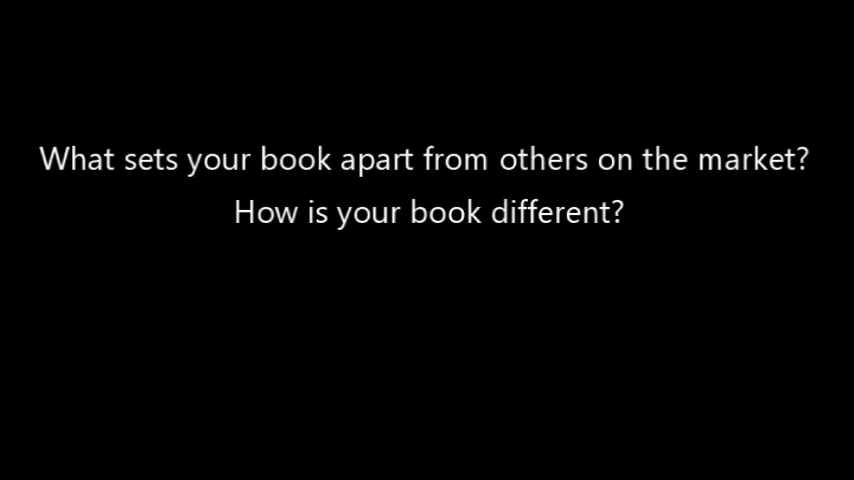 What sets your book apart from others on the market?
How is your book different?